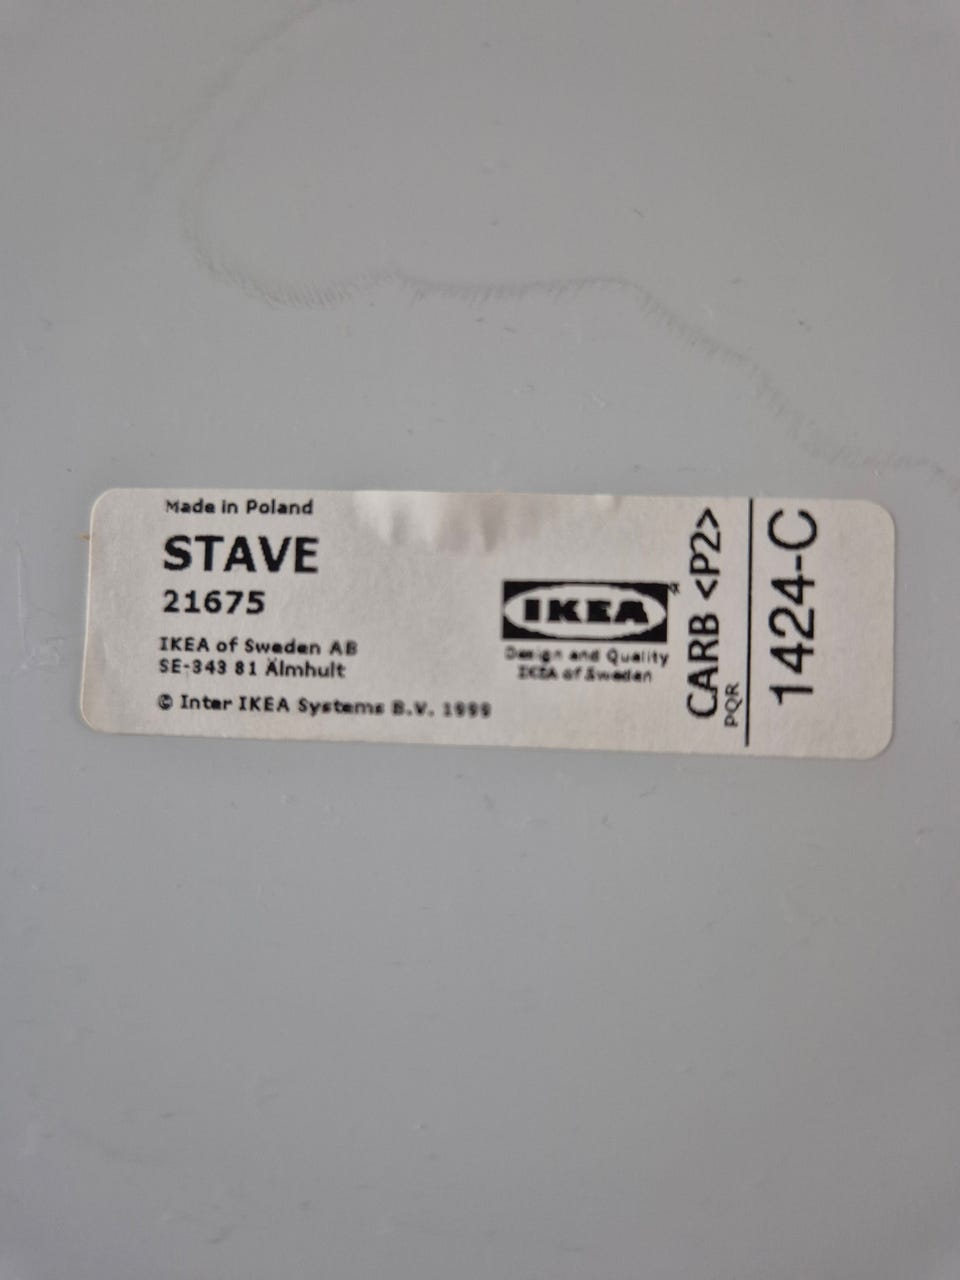 Made in Poland
STAVE
21675
IKEA of Sweden AB
SE-343 81 Älmhult
© Inter IKEA Systems B.V. 1999
IKEA®
Design and Quality
IKEA of Sweden
CARB <P2>
PQR
1424-C